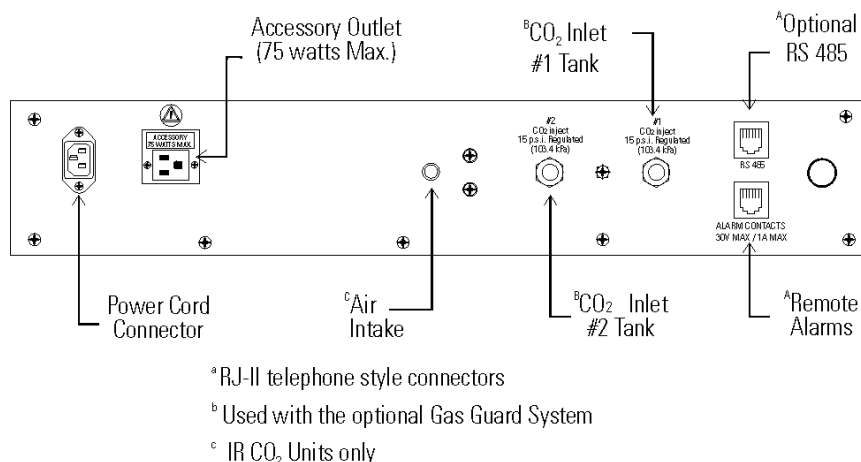 Accessory Outlet
(75 watts Max.)
ᴮCO₂ Inlet
#1 Tank
ᴬOptional
RS 485
ACCESSORY
75 WATTS MAX.
#2
CO₂ inject
15 p.s.i. Regulated
(103.4 kPa)
#1
CO₂ inject
15 p.s.i. Regulated
(103.4 kPa)
RS 485
ALARM CONTACTS
30V MAX / 1A MAX
Power Cord
Connector
ᶜAir
Intake
ᴮCO₂ Inlet
#2 Tank
ᴬRemote
Alarms
ᵃRJ-II telephone style connectors
ᵇ Used with the optional Gas Guard System
ᶜ IR CO₂ Units only